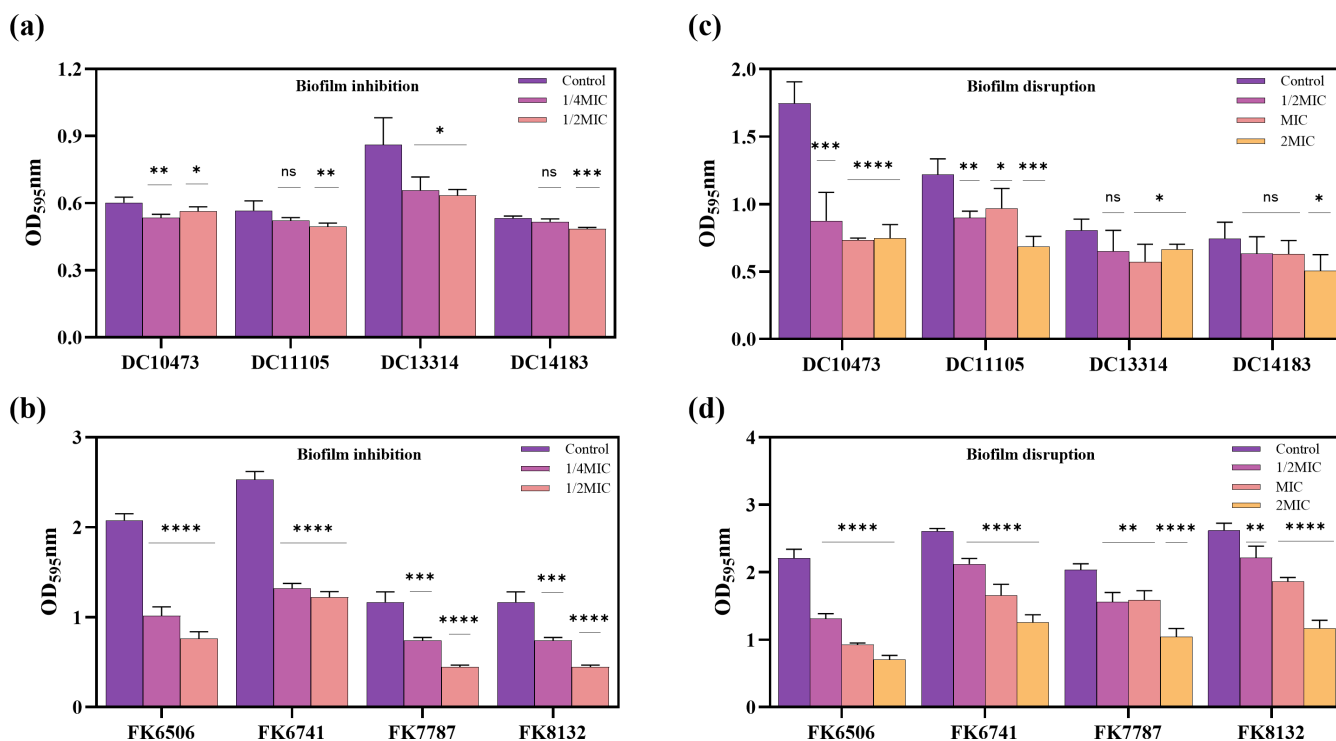 (a)
Biofilm inhibition
Control
1/4MIC
1/2MIC
OD595nm
1.2
0.9
0.6
0.3
0.0
** * ns ** * ns ***
DC10473 DC11105 DC13314 DC14183
(c)
Biofilm disruption
Control
1/2MIC
MIC
2MIC
OD595nm
2.0
1.5
1.0
0.5
0.0
*** **** ** * *** ns * ns *
DC10473 DC11105 DC13314 DC14183
(b)
Biofilm inhibition
Control
1/4MIC
1/2MIC
OD595nm
3
2
1
0
**** **** *** **** *** ****
FK6506 FK6741 FK7787 FK8132
(d)
Biofilm disruption
Control
1/2MIC
MIC
2MIC
OD595nm
4
3
2
1
0
**** **** ** **** ** ****
FK6506 FK6741 FK7787 FK8132